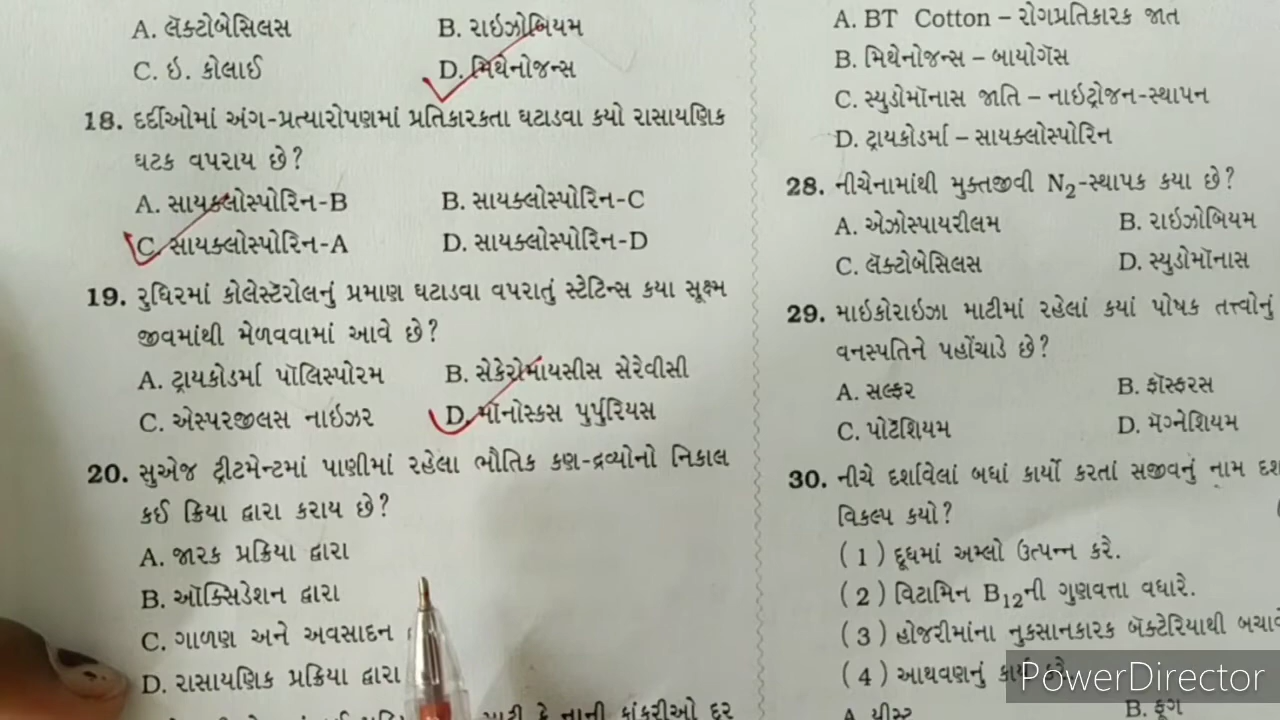 A. લૅક્ટોબેસિલસ
B. રાઇઝોબિયમ
C. ઇ. કોલાઈ
D. મિથેનોજન્સ
18. દર્દીઓમાં અંગ-પ્રત્યારોપણમાં પ્રતિકારકતા ઘટાડવા કયો રાસાયણિક
ઘટક વપરાય છે?
A. સાયક્લોસ્પોરિન-B
B. સાયક્લોસ્પોરિન-C
C. સાયક્લોસ્પોરિન-A
D. સાયક્લોસ્પોરિન-D
19. રુધિરમાં કોલેસ્ટૅરોલનું પ્રમાણ ઘટાડવા વપરાતું સ્ટેટિન્સ કયા સૂક્ષ્મ
જીવમાંથી મેળવવામાં આવે છે?
A. ટ્રાયકોડર્મા પૉલિસ્પોરમ
B. સેકેરોમાયસીસ સેરેવીસી
C. એસ્પરજીલસ નાઇઝર
D. મૉનોસ્કસ પુર્પુરિયસ
20. સુએજ ટ્રીટમેન્ટમાં પાણીમાં રહેલા ભૌતિક કણ-દ્રવ્યોનો નિકાલ
કઈ ક્રિયા દ્વારા કરાય છે?
A. જારક પ્રક્રિયા દ્વારા
B. ઑક્સિડેશન દ્વારા
C. ગાળણ અને અવસાદન
D. રાસાયણિક પ્રક્રિયા દ્વારા
માટી કે નાની કાંકરીઓ દૂર
A. BT Cotton – રોગપ્રતિકારક જાત
B. મિથેનોજન્સ – બાયોગૅસ
C. સ્યુડોમૉનાસ જાતિ – નાઇટ્રોજન-સ્થાપન
D. ટ્રાયકોડર્મા – સાયક્લોસ્પોરિન
28. નીચેનામાંથી મુક્તજીવી N₂-સ્થાપક કયા છે?
A. એઝોસ્પાયરીલમ
B. રાઇઝોબિયમ
C. લૅક્ટોબેસિલસ
D. સ્યુડોમૉનાસ
29. માઇકોરાઇઝા માટીમાં રહેલાં કયાં પોષક તત્ત્વોનું
વનસ્પતિને પહોંચાડે છે?
A. સલ્ફર
B. ફૉસ્ફરસ
C. પોટૅશિયમ
D. મૅગ્નેશિયમ
30. નીચે દર્શાવેલાં બધાં કાર્યો કરતાં સજીવનું નામ
વિકલ્પ કયો?
(1) દૂધમાં અમ્લો ઉત્પન્ન કરે.
(2) વિટામિન B₁₂ની ગુણવત્તા વધારે.
(3) હોજરીમાંના નુકસાનકારક બૅક્ટેરિયાથી
(4) આથવણનું કાર્ય કરે.
A. યીસ્ટ
B. ફૂગ
PowerDirector